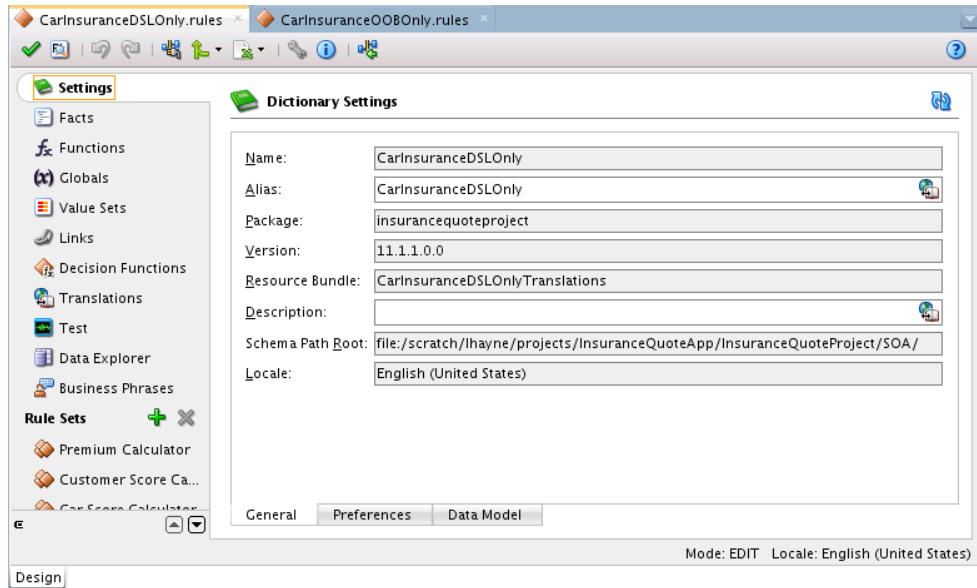 CarInsuranceDSLOnly.rules
CarInsuranceOOBOnly.rules
Settings
Facts
Functions
(x) Globals
Value Sets
Links
Decision Functions
Translations
Test
Data Explorer
Business Phrases
Rule Sets
Premium Calculator
Customer Score Ca...
Car Score Calculator
Dictionary Settings
Name: CarInsuranceDSLOnly
Alias: CarInsuranceDSLOnly
Package: insurancequoteproject
Version: 11.1.1.0.0
Resource Bundle: CarInsuranceDSLOnlyTranslations
Description:
Schema Path Root: file:/scratch/lhayne/projects/InsuranceQuoteApp/InsuranceQuoteProject/SOA/
Locale: English (United States)
General Preferences Data Model
Mode: EDIT Locale: English (United States)
Design